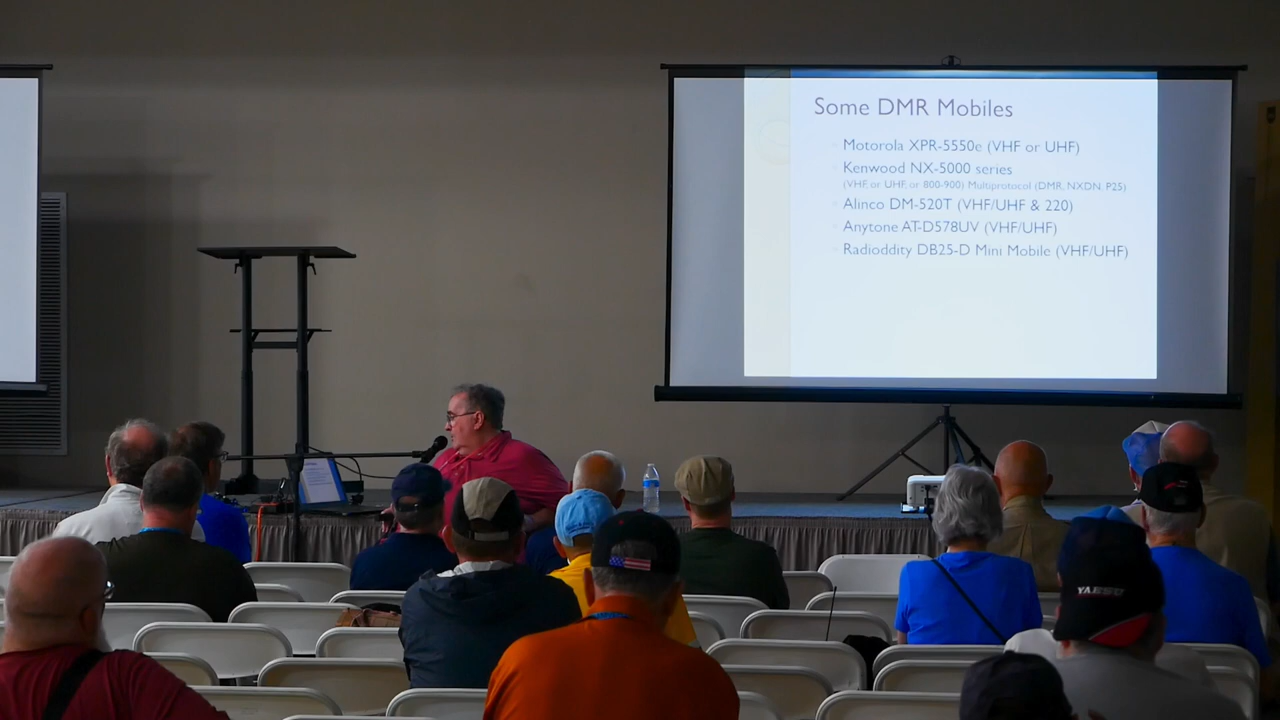 Some DMR Mobiles
Motorola XPR-5550e (VHF or UHF)
Kenwood NX-5000 series
(VHF or UHF or 800-900) Multiprotocol (DMR, NXDN, P25)
Alinco DM-520T (VHF/UHF & 220)
Anytone AT-D578UV (VHF/UHF)
Radioddity DB25-D Mini Mobile (VHF/UHF)
YAESU